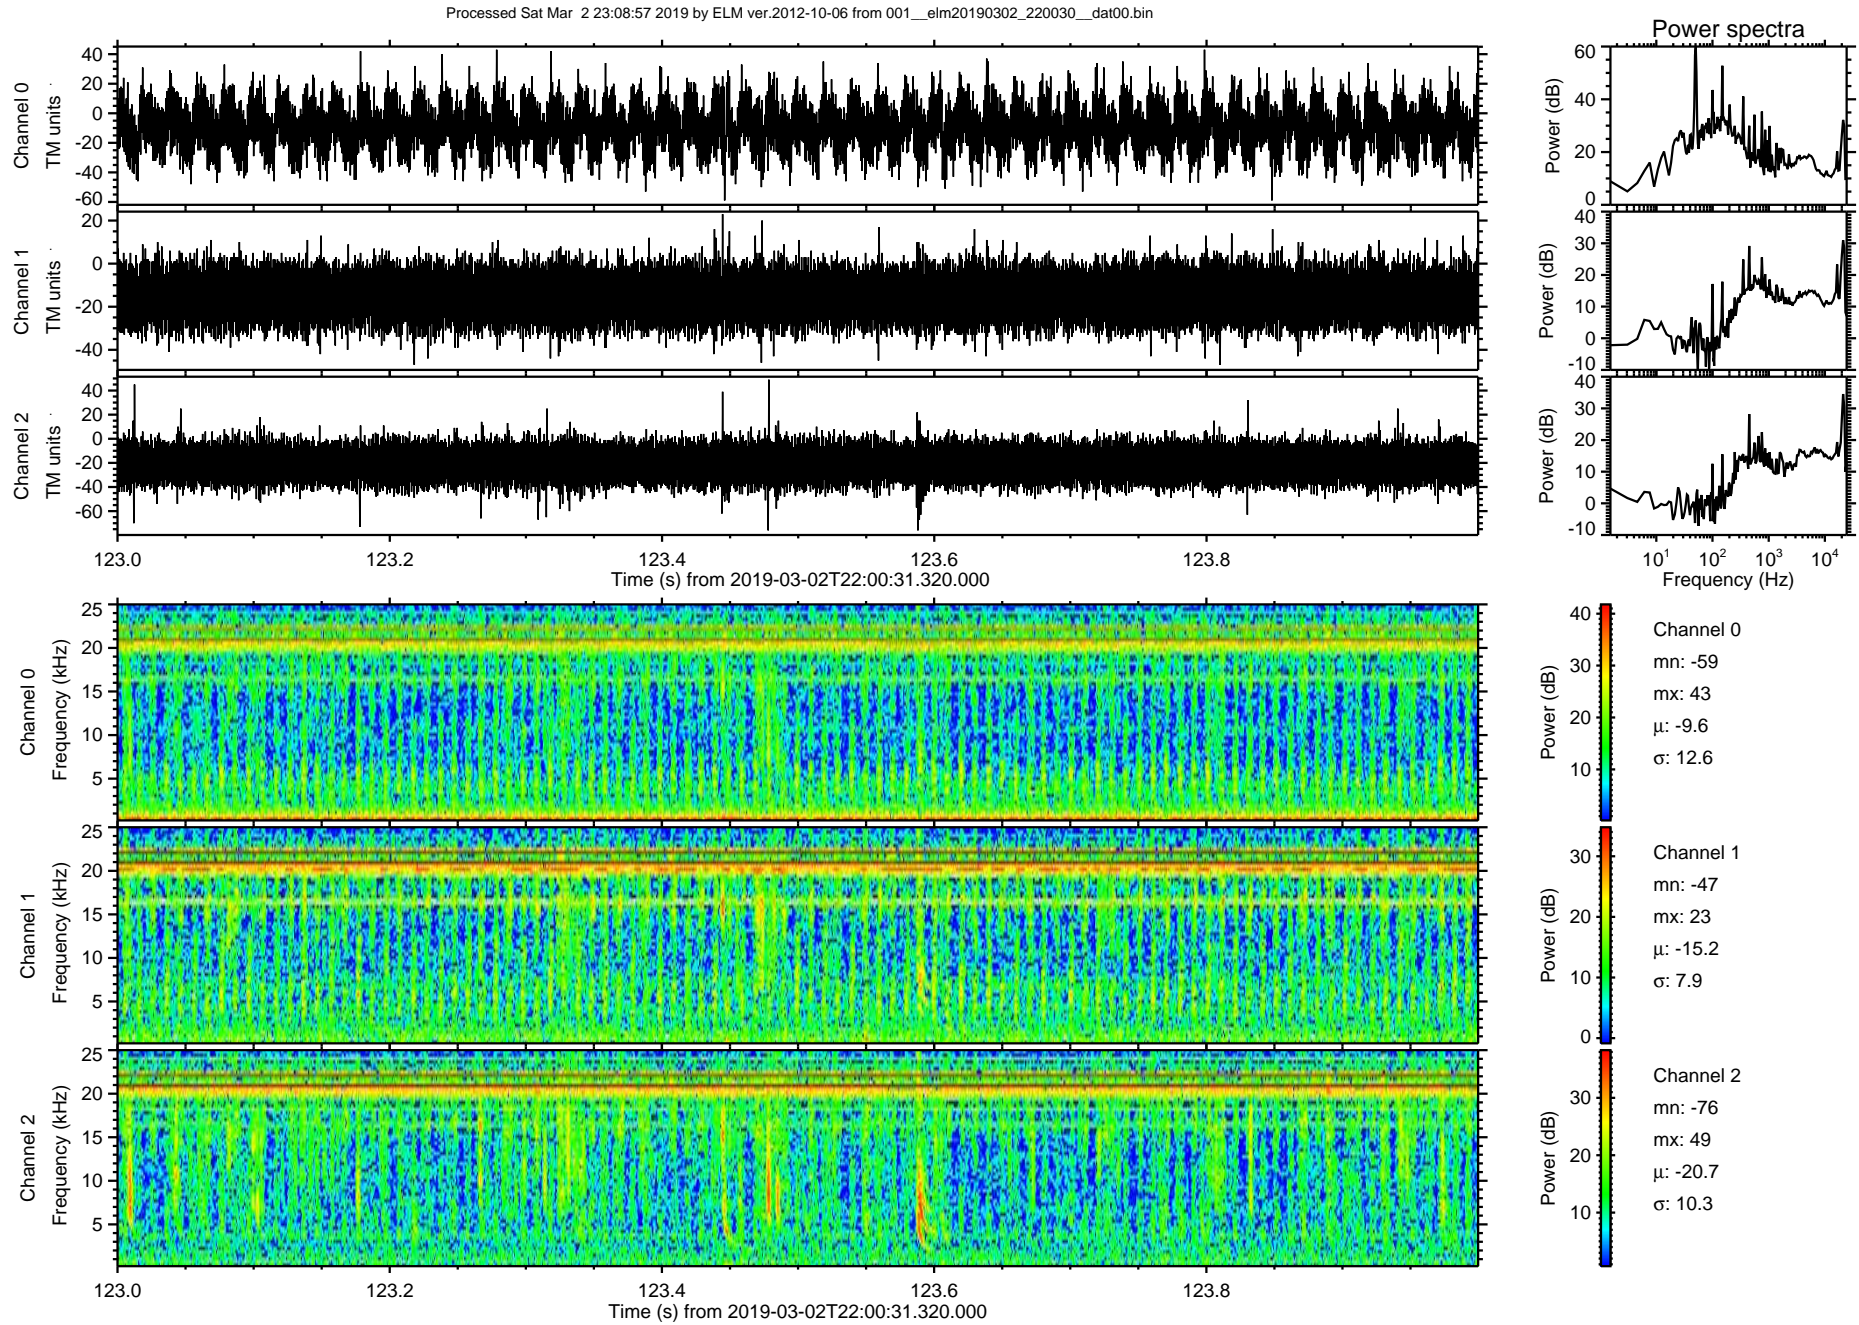 Processed Sat Mar  2 23:08:57 2019 by ELM ver.2012-10-06 from 001__elm20190302_220030__dat00.bin
Power spectra
Channel 0
TM units
40
20
0
-20
-40
-60
Power (dB)
60
40
20
0
Channel 1
TM units
20
0
-20
-40
Power (dB)
40
30
20
10
0
-10
Channel 2
TM units
40
20
0
-20
-40
-60
Power (dB)
40
30
20
10
0
-10
123.0 123.2 123.4 123.6 123.8
Time (s) from 2019-03-02T22:00:31.320.000
10¹ 10² 10³ 10⁴
Frequency (Hz)
Channel 0
Frequency (kHz)
25
20
15
10
5
Power (dB)
40
30
20
10
Channel 0
mn: -59
mx: 43
μ: -9.6
σ: 12.6
Channel 1
Frequency (kHz)
25
20
15
10
5
Power (dB)
30
20
10
0
Channel 1
mn: -47
mx: 23
μ: -15.2
σ: 7.9
Channel 2
Frequency (kHz)
25
20
15
10
5
Power (dB)
30
20
10
Channel 2
mn: -76
mx: 49
μ: -20.7
σ: 10.3
123.0 123.2 123.4 123.6 123.8
Time (s) from 2019-03-02T22:00:31.320.000